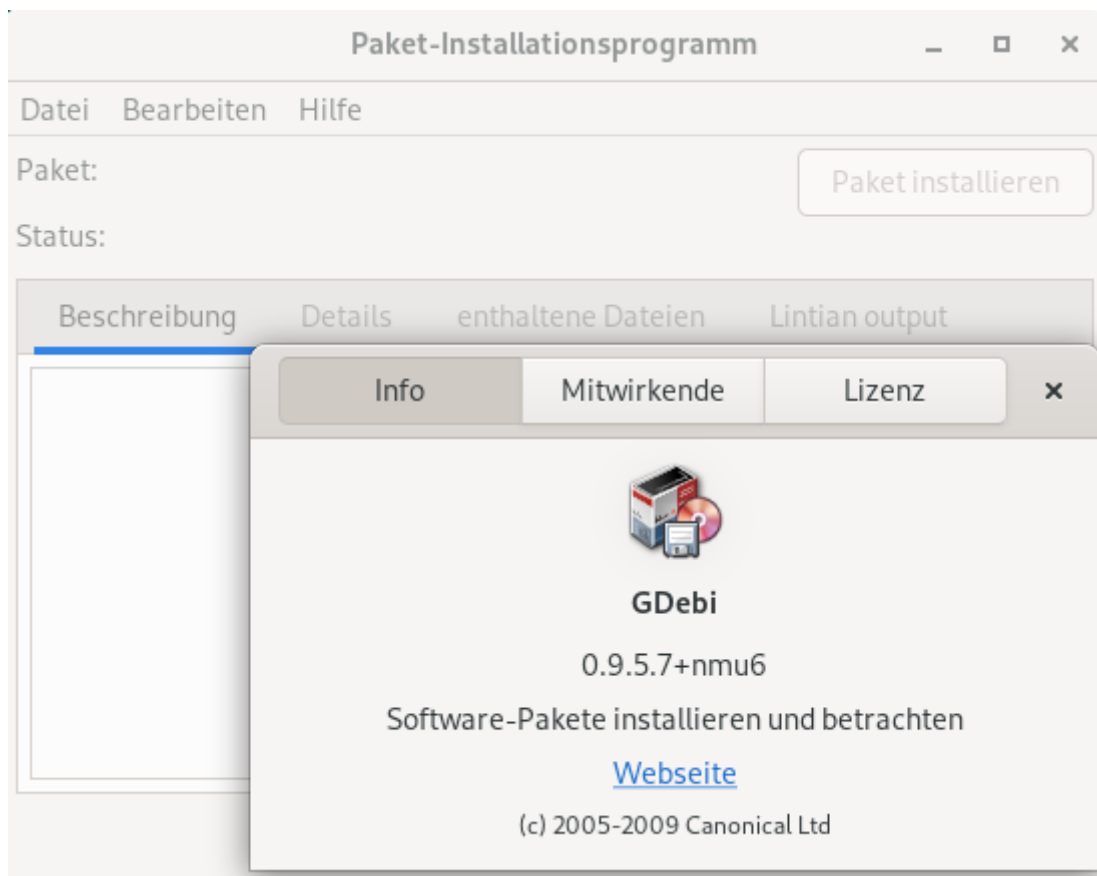 Paket-Installationsprogramm
Datei Bearbeiten Hilfe
Paket:
Paket installieren
Status:
Beschreibung Details enthaltene Dateien Lintian output
Info Mitwirkende Lizenz
GDebi
0.9.5.7+nmu6
Software-Pakete installieren und betrachten
Webseite
(c) 2005-2009 Canonical Ltd